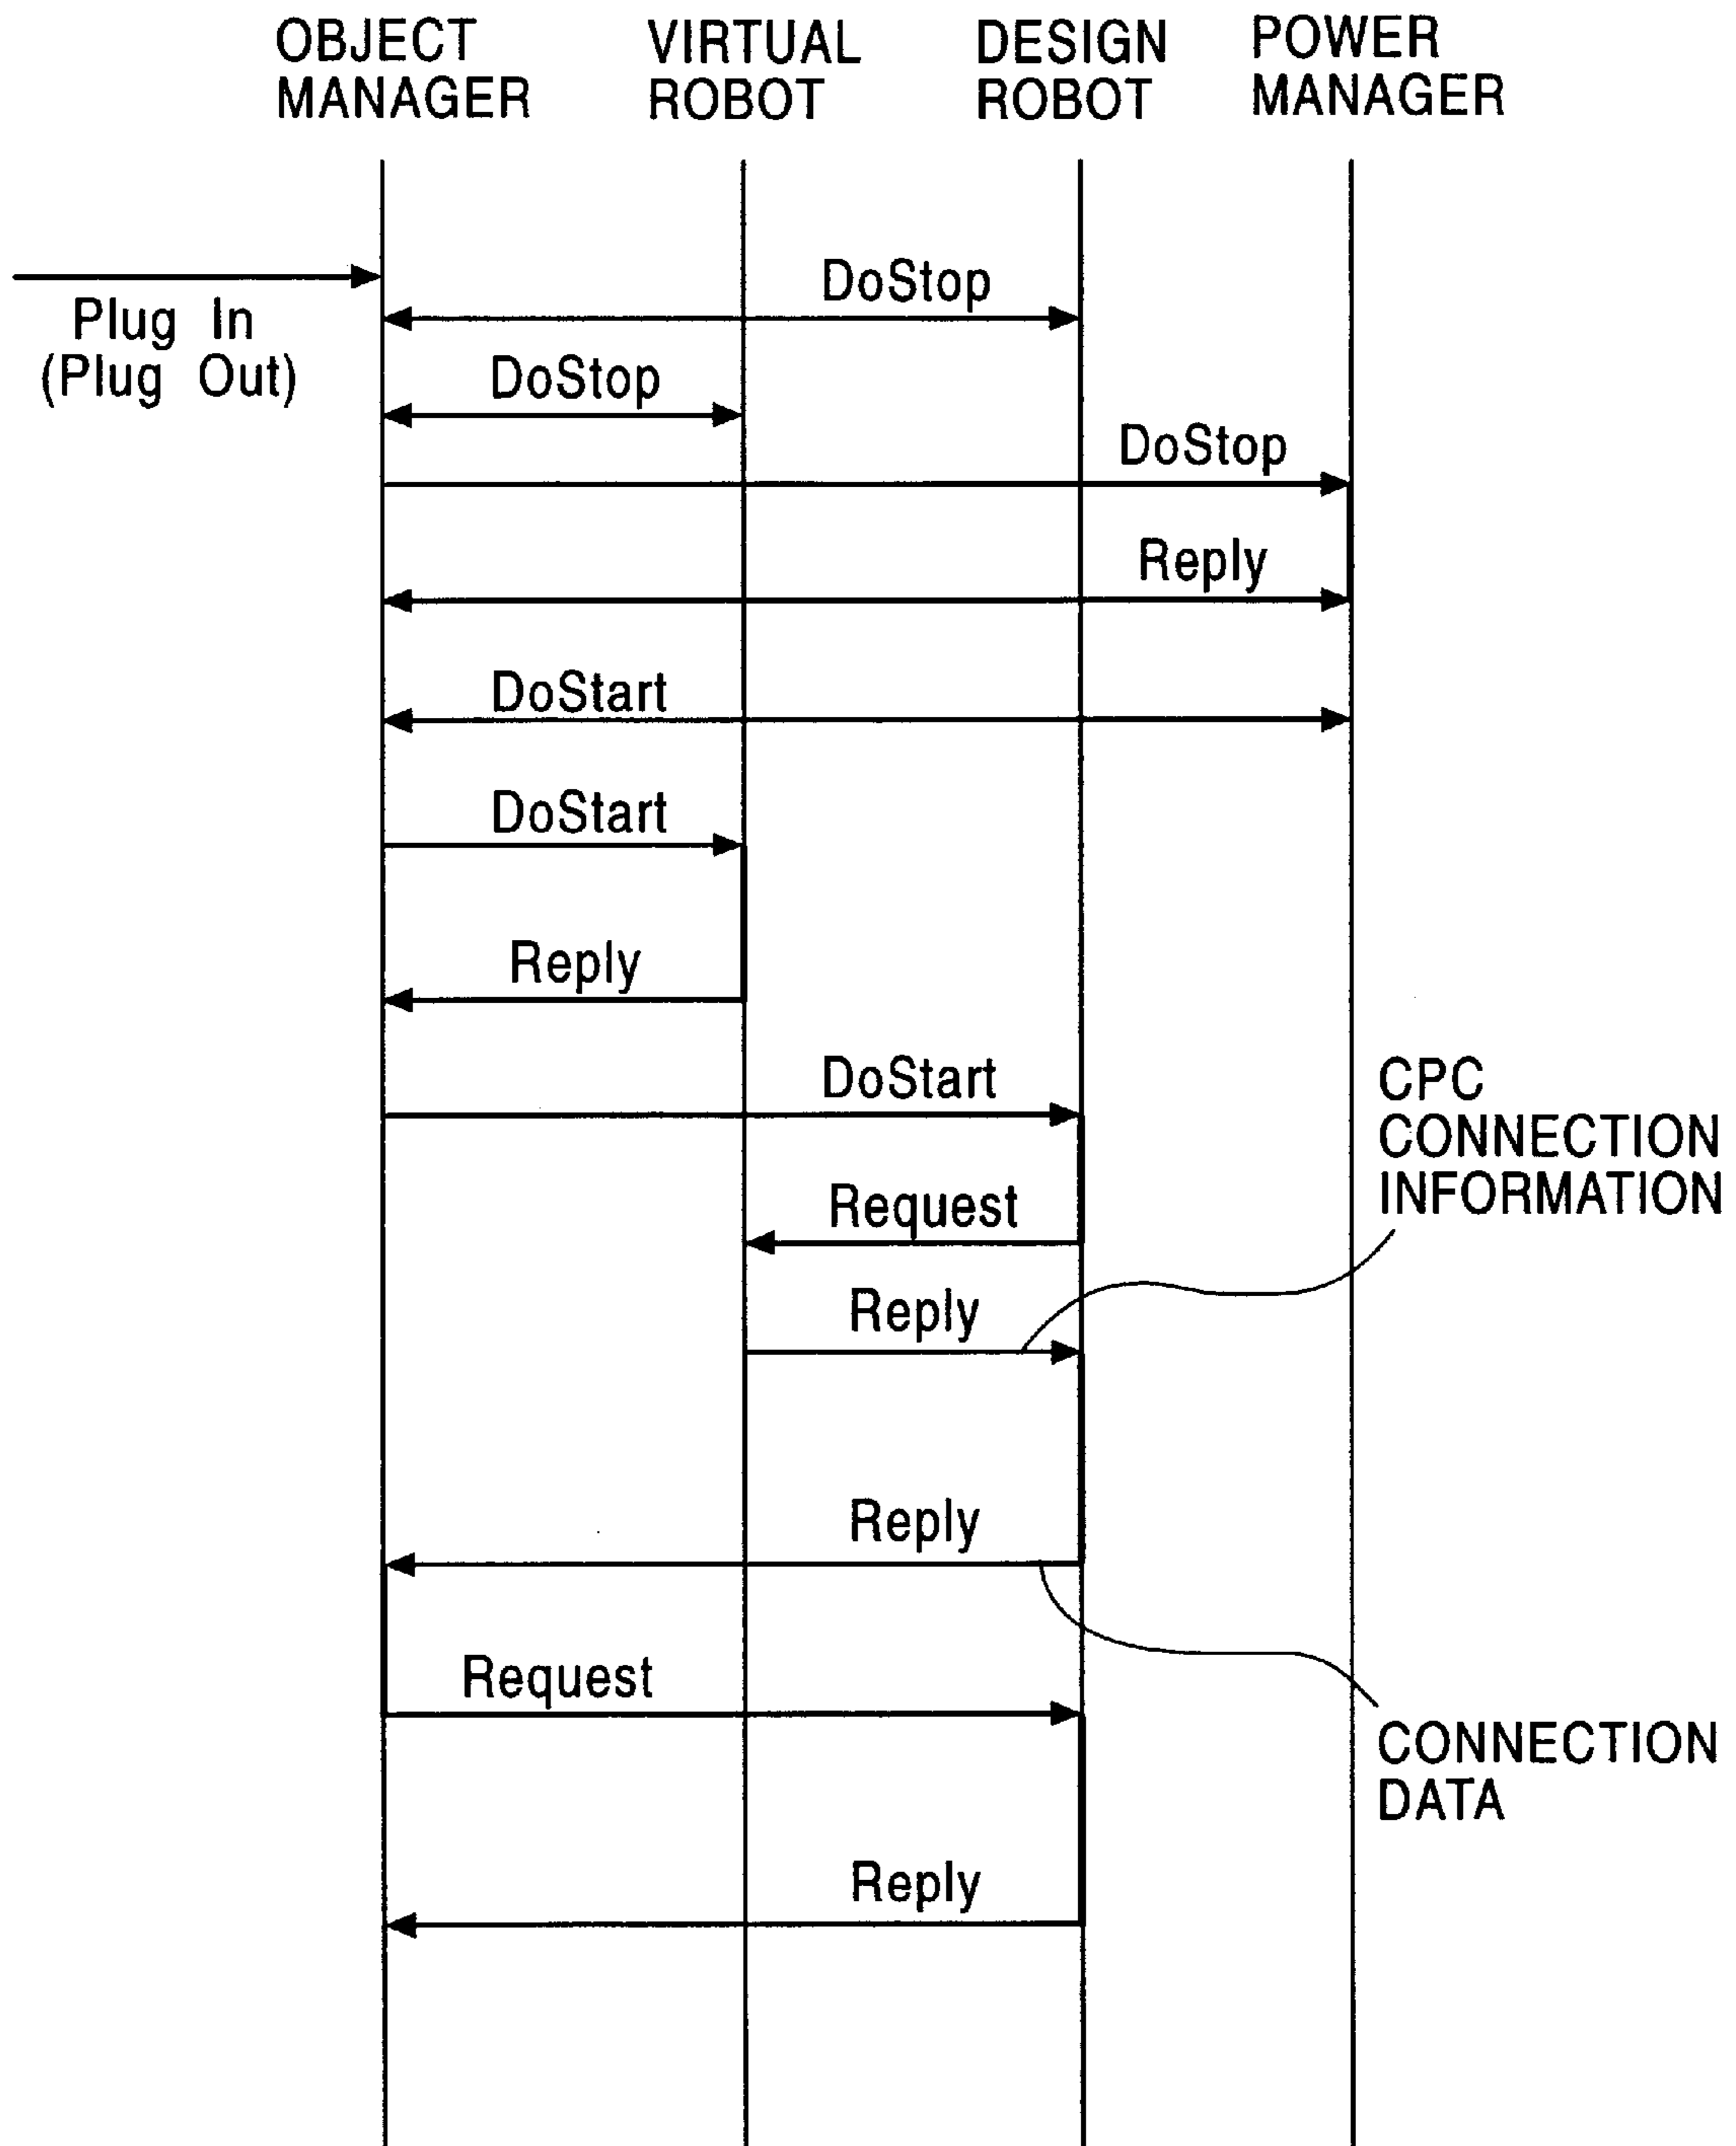 OBJECT
MANAGER
VIRTUAL
ROBOT
DESIGN
ROBOT
POWER
MANAGER
Plug In
(Plug Out)
DoStop
DoStop
DoStop
Reply
DoStart
DoStart
Reply
DoStart
CPC
CONNECTION
INFORMATION
Request
Reply
Reply
Request
CONNECTION
DATA
Reply